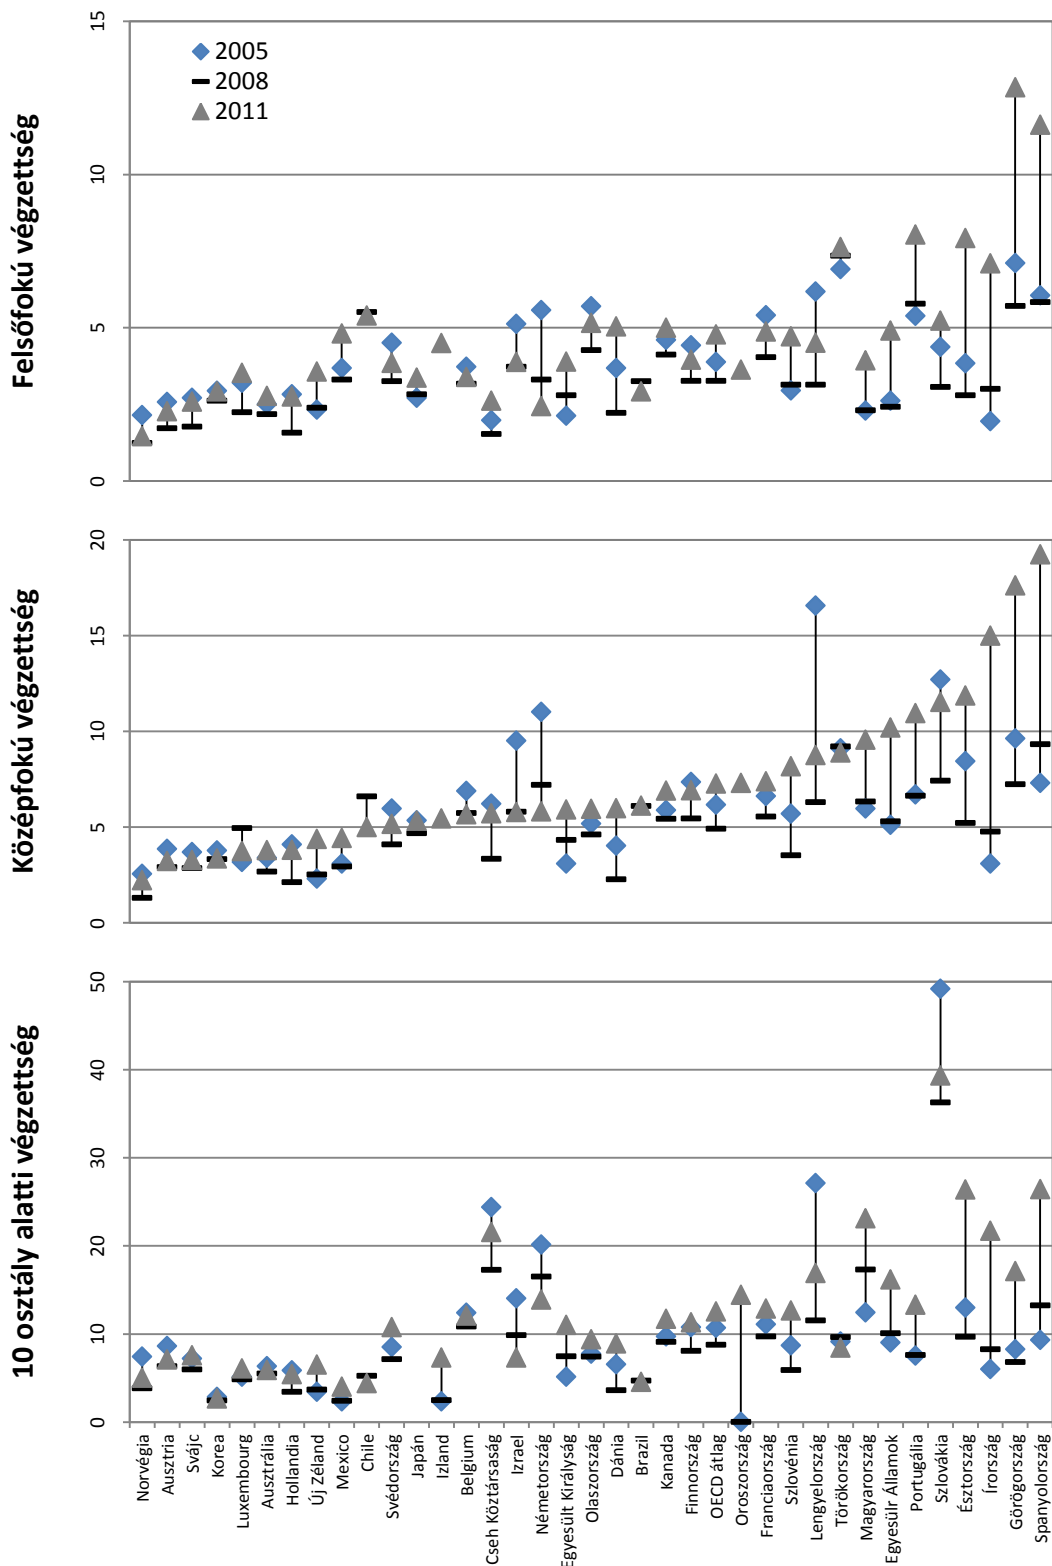 Felsőfokú végzettség
15
10
5
0
2005
2008
2011
Középfokú végzettség
20
15
10
5
0
10 osztály alatti végzettség
50
40
30
20
10
0
Norvégia
Ausztria
Svájc
Korea
Luxembourg
Ausztrália
Hollandia
Új Zéland
Mexico
Chile
Svédország
Japán
Izland
Belgium
Cseh Köztársaság
Izrael
Németország
Egyesült Királyság
Olaszország
Dánia
Brazil
Kanada
Finnország
OECD átlag
Oroszország
Franciaország
Szlovénia
Lengyelország
Törökország
Magyarország
Egyesülr Államok
Portugália
Szlovákia
Észtország
Írország
Görögország
Spanyolország